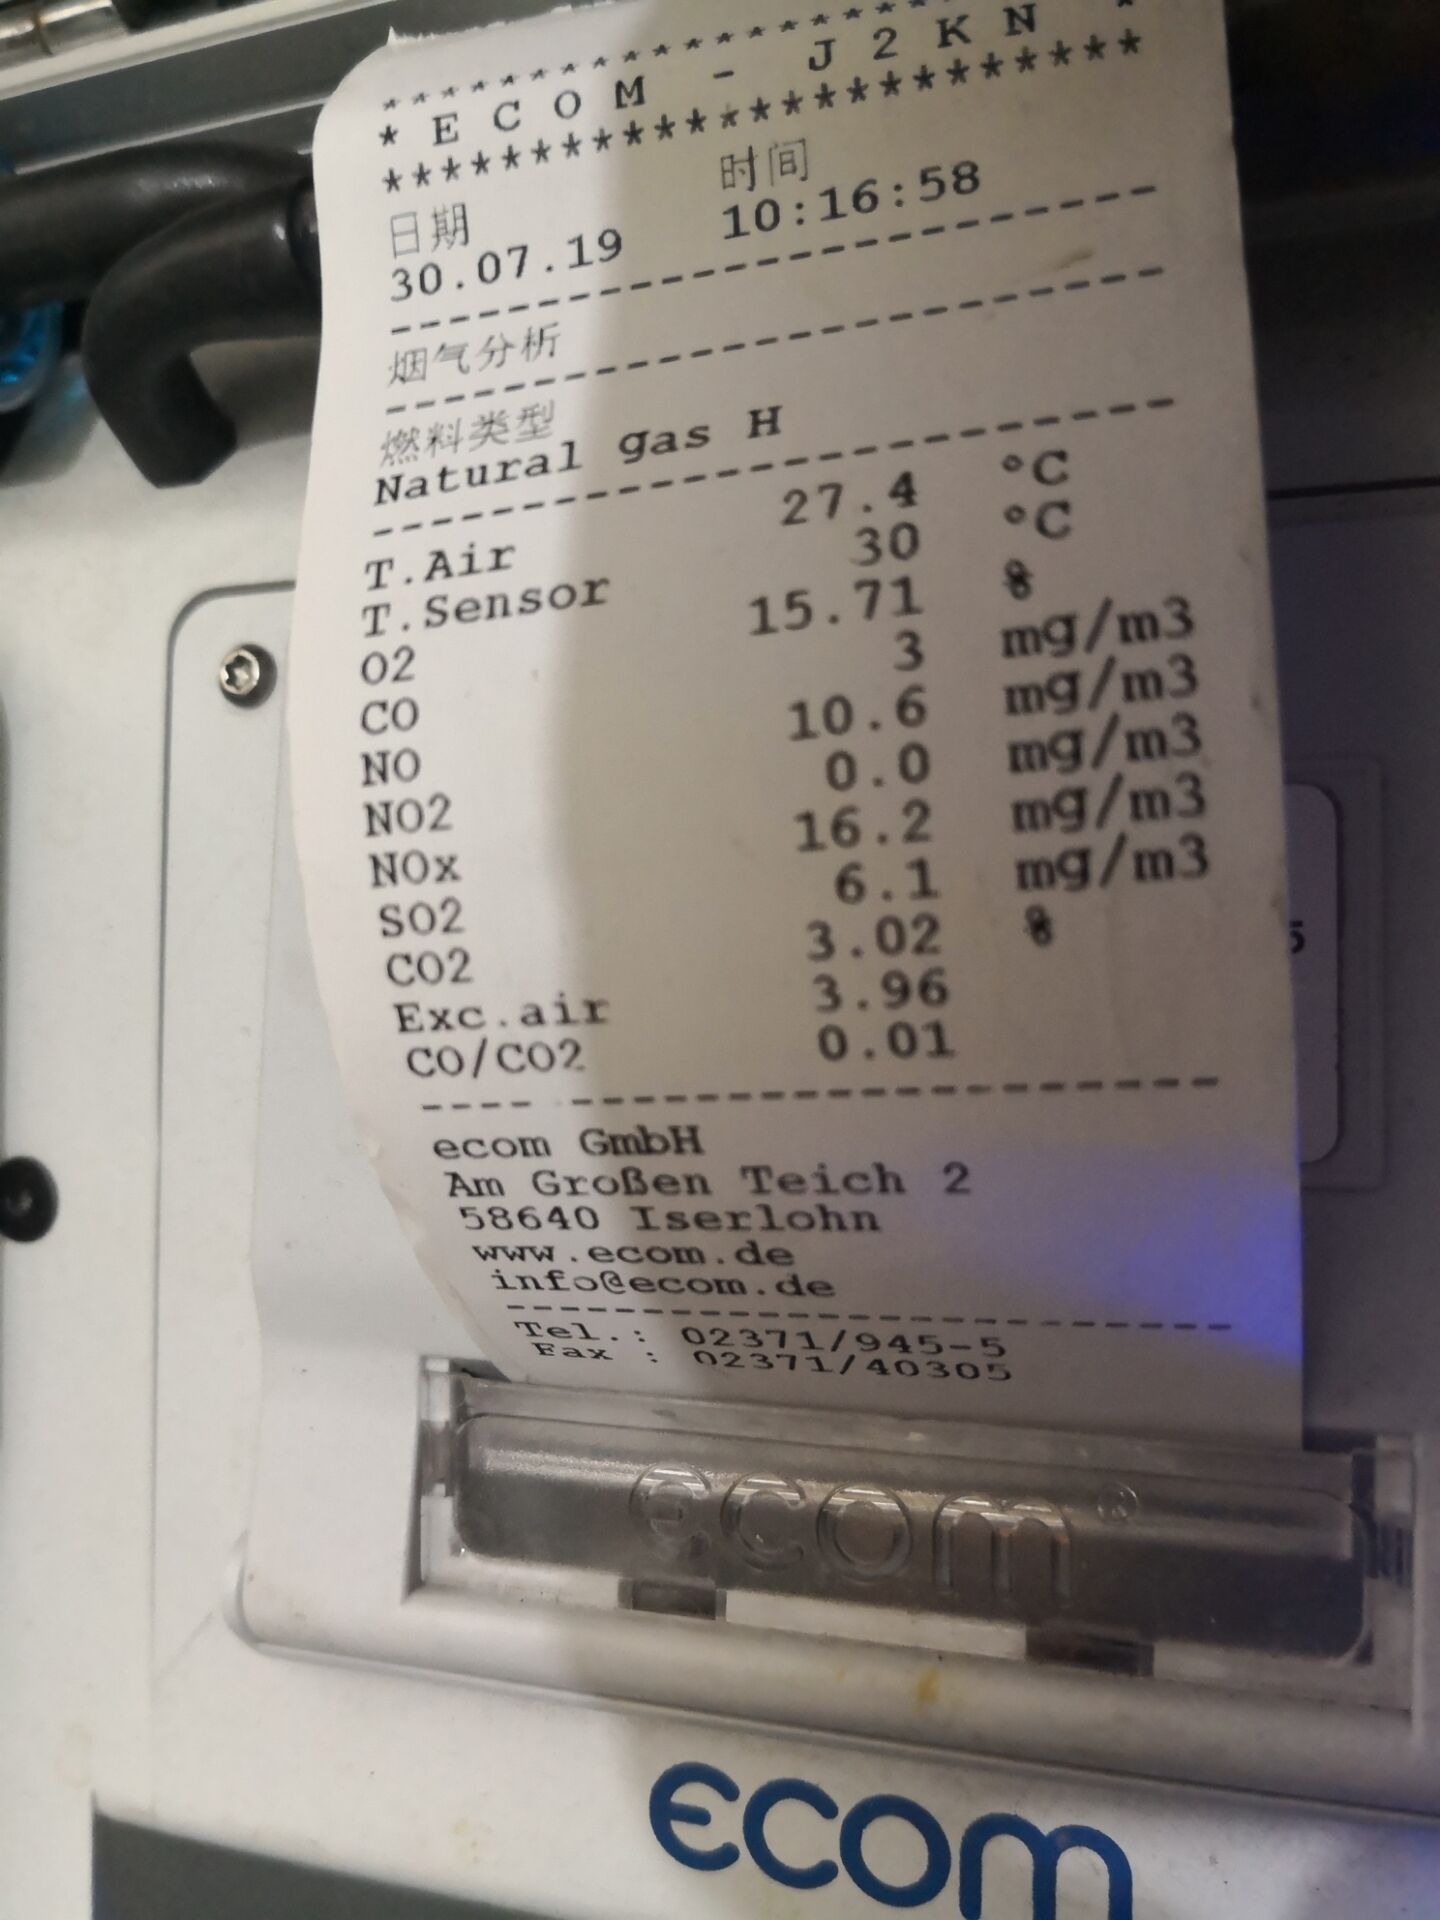 *********************
* E C O M - J 2 K N *
*********************
日期 时间
30.07.19 10:16:58
------------------------
烟气分析
------------------------
燃料类型
Natural gas H
------------------------
T.Air 27.4 °C
T.Sensor 30 °C
O2 15.71 %
CO 3 mg/m3
NO 10.6 mg/m3
NO2 0.0 mg/m3
NOx 16.2 mg/m3
SO2 6.1 mg/m3
CO2 3.02 %
Exc.air 3.96
CO/CO2 0.01
------------------------
ecom GmbH
Am Großen Teich 2
58640 Iserlohn
www.ecom.de
info@ecom.de
------------------------
Tel.: 02371/945-5
Fax : 02371/40305
ecom®
ecom
5